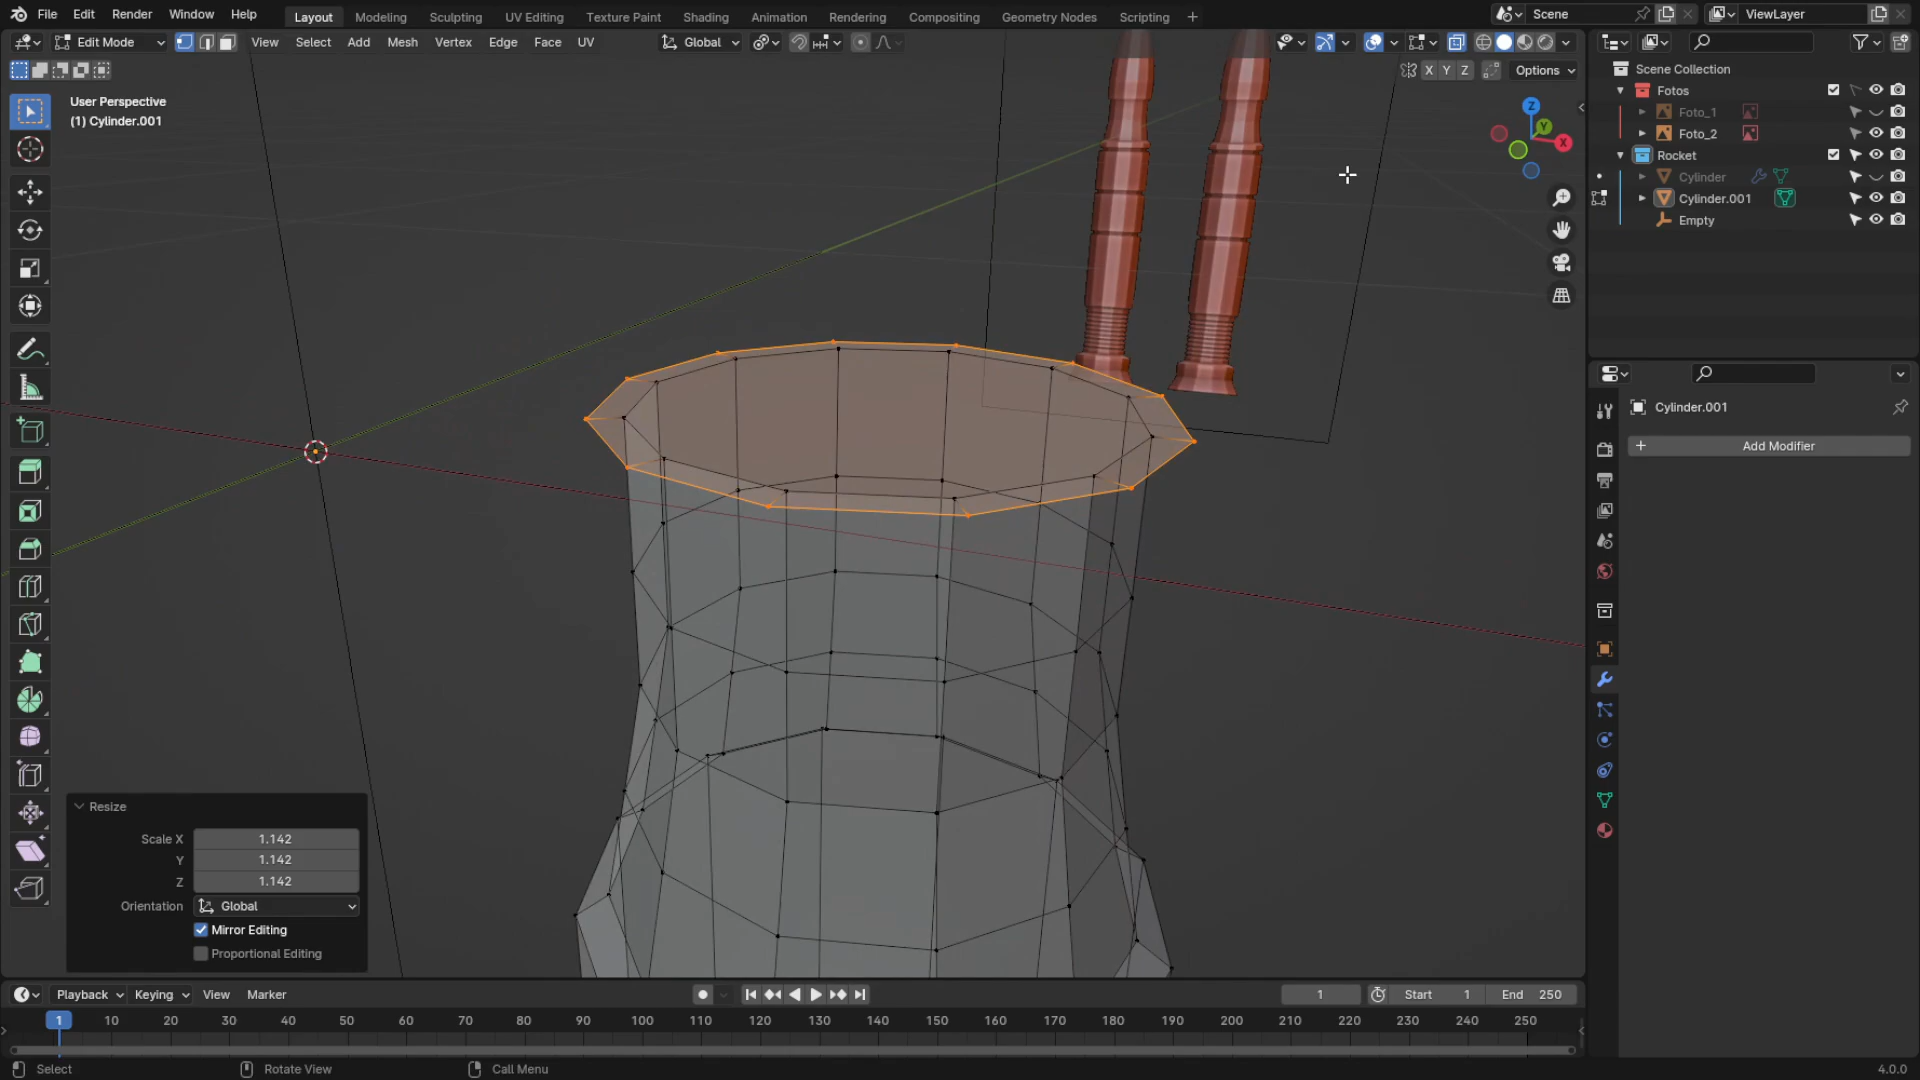 File Edit Render Window Help Layout Modeling Sculpting UV Editing Texture Paint Shading Animation Rendering Compositing Geometry Nodes Scripting + Scene ViewLayer
Edit Mode View Select Add Mesh Vertex Edge Face UV Global
X Y Z Options
User Perspective
(1) Cylinder.001
Z
Y
X
Scene Collection
Fotos
Foto_1
Foto_2
Rocket
Cylinder
Cylinder.001
Empty
Cylinder.001
+ Add Modifier
Resize
Scale X 1.142
Y 1.142
Z 1.142
Orientation Global
Mirror Editing
Proportional Editing
Playback Keying View Marker 1 Start 1 End 250
1 10 20 30 40 50 60 70 80 90 100 110 120 130 140 150 160 170 180 190 200 210 220 230 240 250
Select Rotate View Call Menu 4.0.0